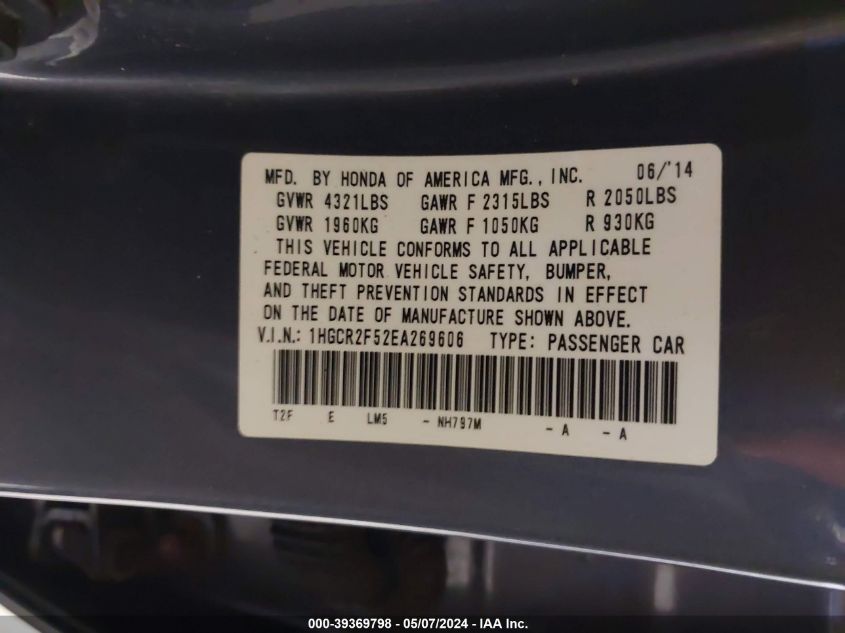 MFD. BY HONDA OF AMERICA MFG., INC. 06/'14
GVWR 4321LBS GAWR F 2315LBS R 2050LBS
GVWR 1960KG GAWR F 1050KG R 930KG
THIS VEHICLE CONFORMS TO ALL APPLICABLE
FEDERAL MOTOR VEHICLE SAFETY, BUMPER,
AND THEFT PREVENTION STANDARDS IN EFFECT
ON THE DATE OF MANUFACTURE SHOWN ABOVE.
V.I.N.: 1HGCR2F52EA269606 TYPE: PASSENGER CAR
T2F E LM5 - NH797M - A - A
000-39369798 - 05/07/2024 - IAA Inc.